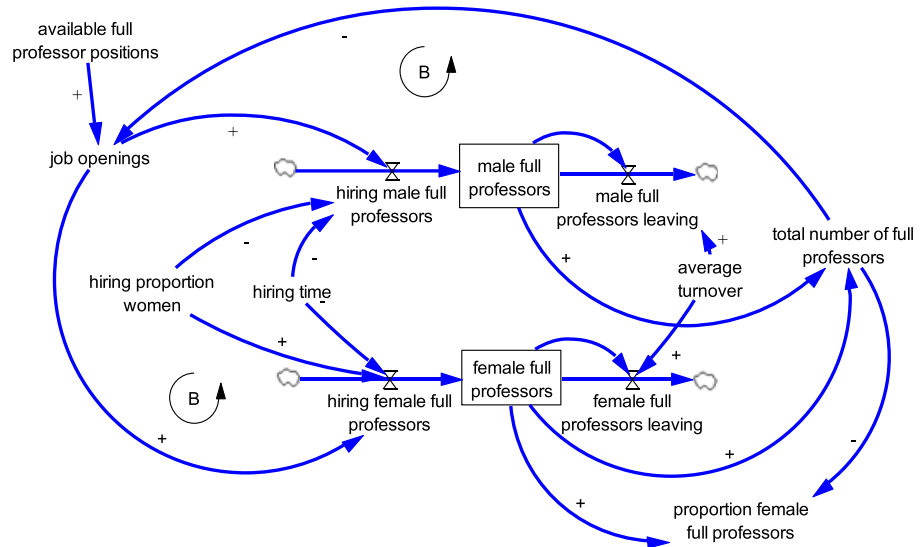 available full
professor positions
-
B
+
job openings
+
male full
professors
hiring male full
professors
male full
professors leaving
-
+
+
total number of full
professors
hiring proportion
women
-
hiring time
-
average
turnover
+
+
female full
professors
B
hiring female full
professors
female full
professors leaving
+
+
-
+
proportion female
full professors